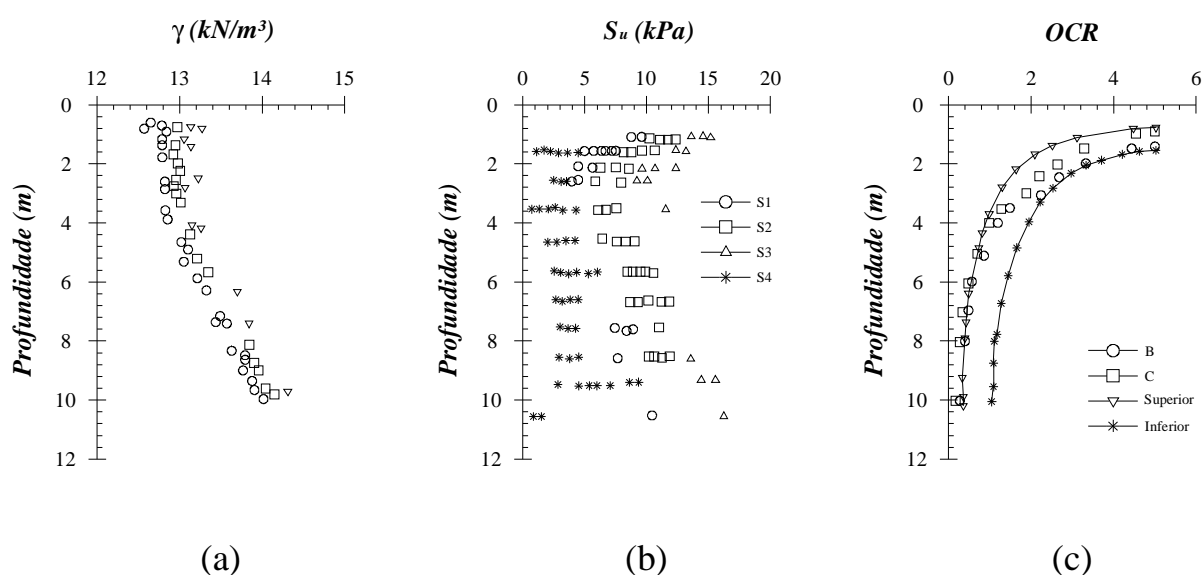 γ (kN/m³)
12 13 14 15
0
2
4
6
8
10
12
Profundidade (m)
(a)
Su (kPa)
0 5 10 15 20
0
2
4
6
8
10
12
Profundidade (m)
S1
S2
S3
S4
(b)
OCR
0 2 4 6
0
2
4
6
8
10
12
Profundidade (m)
B
C
Superior
Inferior
(c)